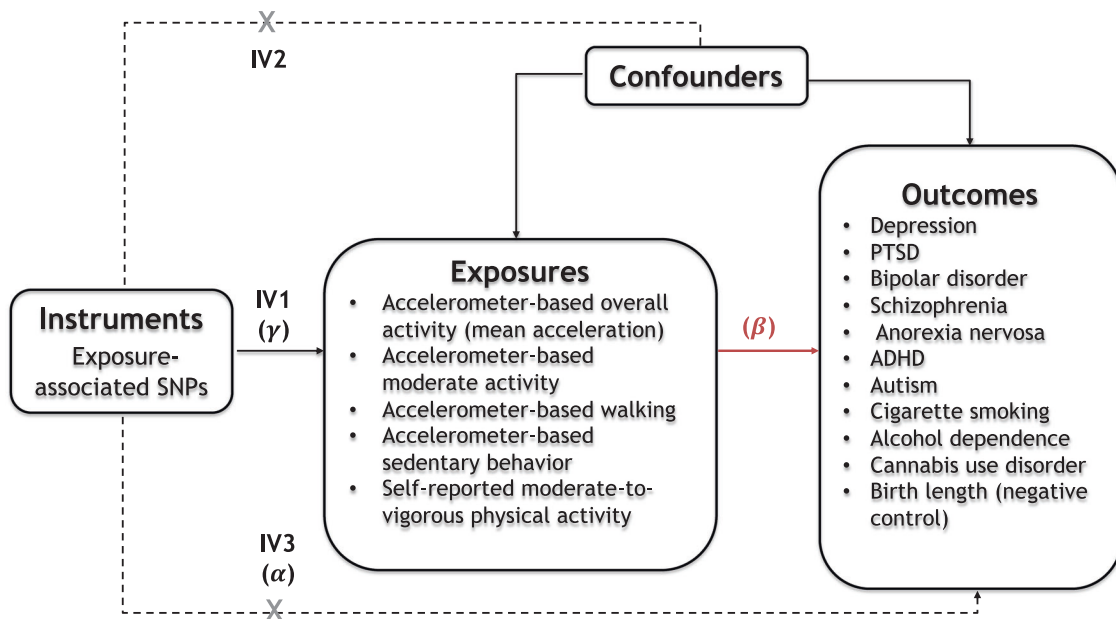 X
IV2
Confounders
Instruments
Exposure-
associated SNPs
IV1
(γ)
Exposures
• Accelerometer-based overall
activity (mean acceleration)
• Accelerometer-based
moderate activity
• Accelerometer-based walking
• Accelerometer-based
sedentary behavior
• Self-reported moderate-to-
vigorous physical activity
(β)
Outcomes
• Depression
• PTSD
• Bipolar disorder
• Schizophrenia
• Anorexia nervosa
• ADHD
• Autism
• Cigarette smoking
• Alcohol dependence
• Cannabis use disorder
• Birth length (negative
control)
IV3
(α)
X